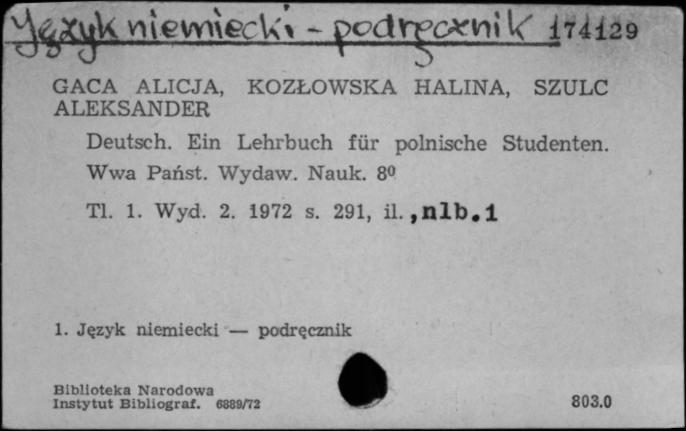 Język niemiecki - podręcznik 174129
GACA ALICJA, KOZŁOWSKA HALINA, SZULC
ALEKSANDER
Deutsch. Ein Lehrbuch für polnische Studenten.
Wwa Państ. Wydaw. Nauk. 8º
Tl. 1. Wyd. 2. 1972 s. 291, il. ,nlb.1
1. Język niemiecki — podręcznik
Biblioteka Narodowa
Instytut Bibliograf. 6889/72 803.0